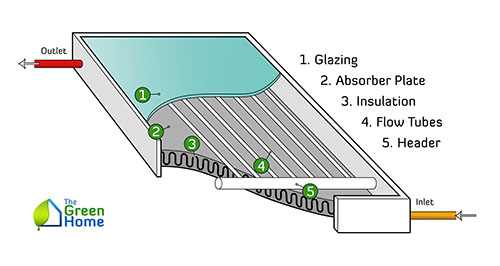 Outlet
1. Glazing
2. Absorber Plate
3. Insulation
4. Flow Tubes
5. Header
1
2
3
4
5
Inlet
The
Green
Home